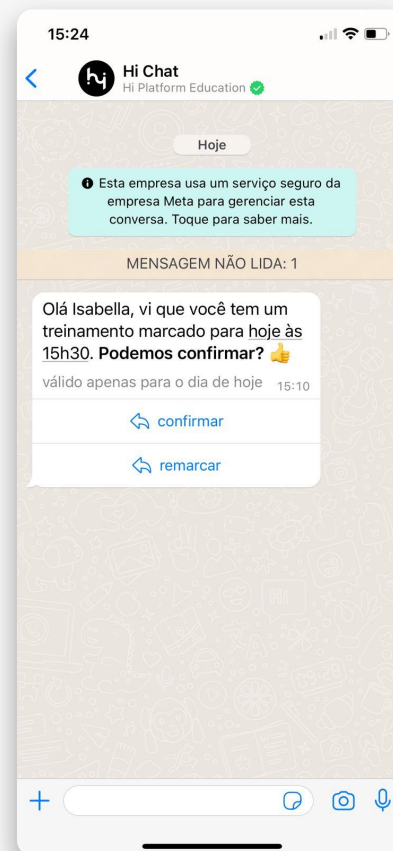 15:24
hi
Hi Chat
Hi Platform Education
Hoje
Esta empresa usa um serviço seguro da
empresa Meta para gerenciar esta
conversa. Toque para saber mais.
MENSAGEM NÃO LIDA: 1
Olá Isabella, vi que você tem um
treinamento marcado para hoje às
15h30. Podemos confirmar? 👍
válido apenas para o dia de hoje 15:10
confirmar
remarcar